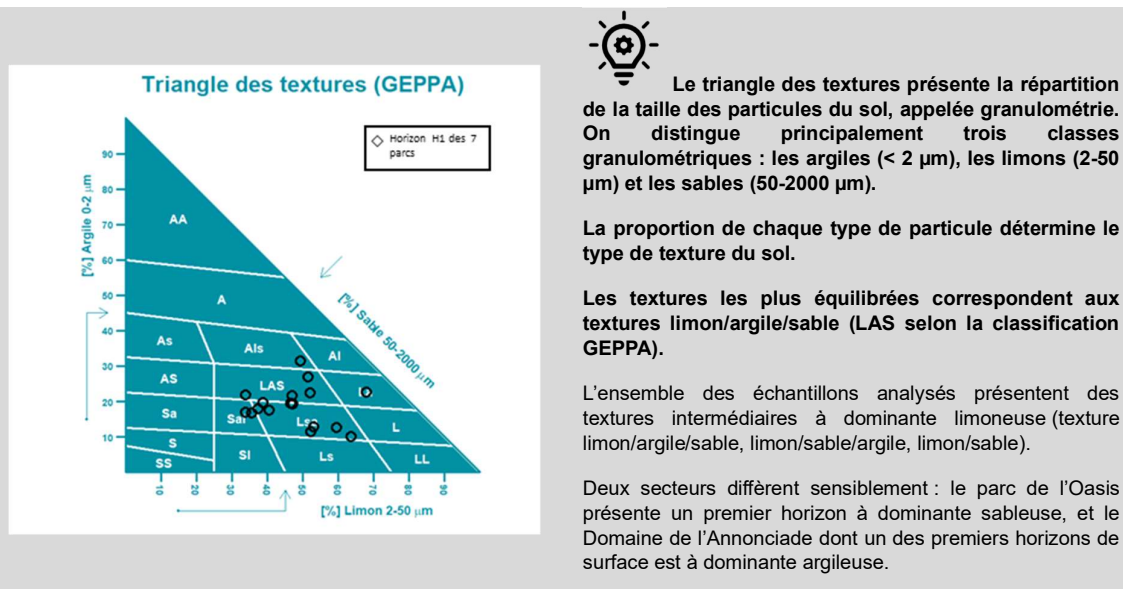 Triangle des textures (GEPPA)
Horizon H1 des 7
parcs
[%] Argile 0-2 µm
90
80
70
60
50
40
30
20
10
AA
A
[%] Sable 50-2000 µm
As
Als
Al
AS
LAS
Sa
L
S
SS
Sl
Ls
LL
10
20
30
40
50
60
70
80
90
[%] Limon 2-50 µm
Le triangle des textures présente la répartition
de la taille des particules du sol, appelée granulométrie.
On distingue principalement trois classes
granulométriques : les argiles (< 2 µm), les limons (2-50
µm) et les sables (50-2000 µm).
La proportion de chaque type de particule détermine le
type de texture du sol.
Les textures les plus équilibrées correspondent aux
textures limon/argile/sable (LAS selon la classification
GEPPA).
L'ensemble des échantillons analysés présentent des
textures intermédiaires à dominante limoneuse (texture
limon/argile/sable, limon/sable/argile, limon/sable).
Deux secteurs diffèrent sensiblement : le parc de l'Oasis
présente un premier horizon à dominante sableuse, et le
Domaine de l'Annonciade dont un des premiers horizons de
surface est à dominante argileuse.